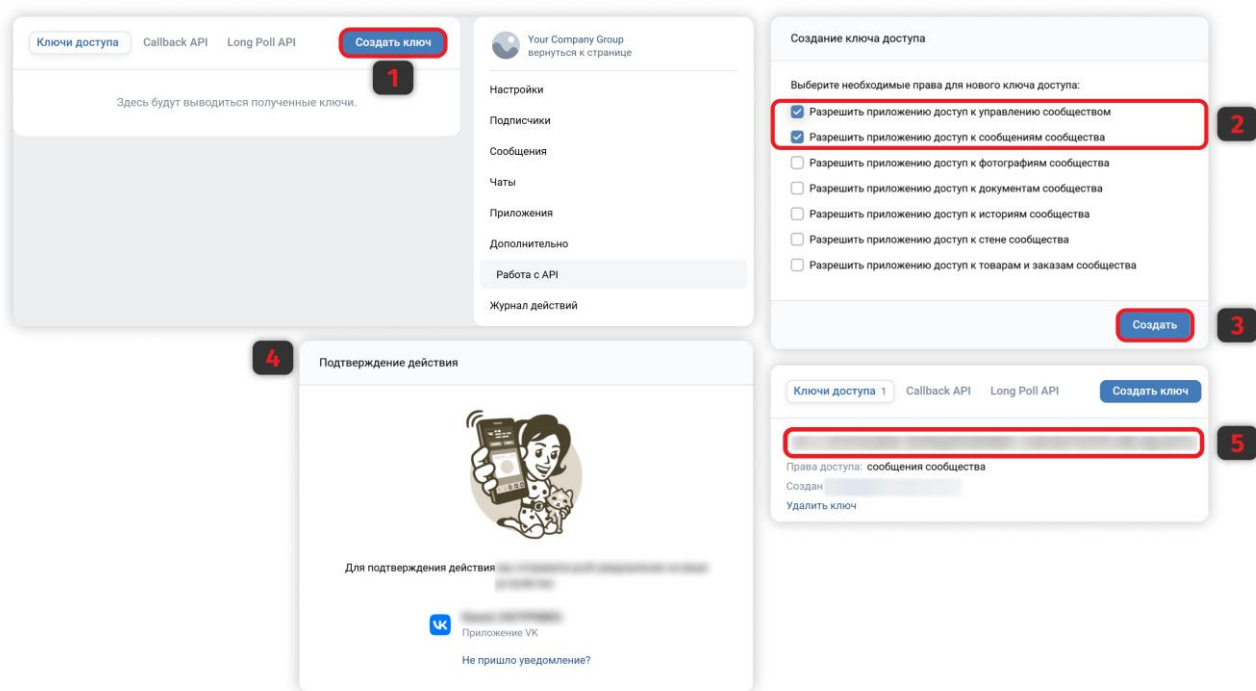 Ключи доступа Callback API Long Poll API Создать ключ
1
Здесь будут выводиться полученные ключи.
Your Company Group
вернуться к странице
Настройки
Подписчики
Сообщения
Чаты
Приложения
Дополнительно
Работа с API
Журнал действий
Создание ключа доступа
Выберите необходимые права для нового ключа доступа:
Разрешить приложению доступ к управлению сообществом
Разрешить приложению доступ к сообщениям сообщества
2
Разрешить приложению доступ к фотографиям сообщества
Разрешить приложению доступ к документам сообщества
Разрешить приложению доступ к историям сообщества
Разрешить приложению доступ к стене сообщества
Разрешить приложению доступ к товарам и заказам сообщества
Создать
3
4
Подтверждение действия
Для подтверждения действия
Приложение VK
Не пришло уведомление?
Ключи доступа 1 Callback API Long Poll API Создать ключ
5
Права доступа: сообщения сообщества
Создан
Удалить ключ